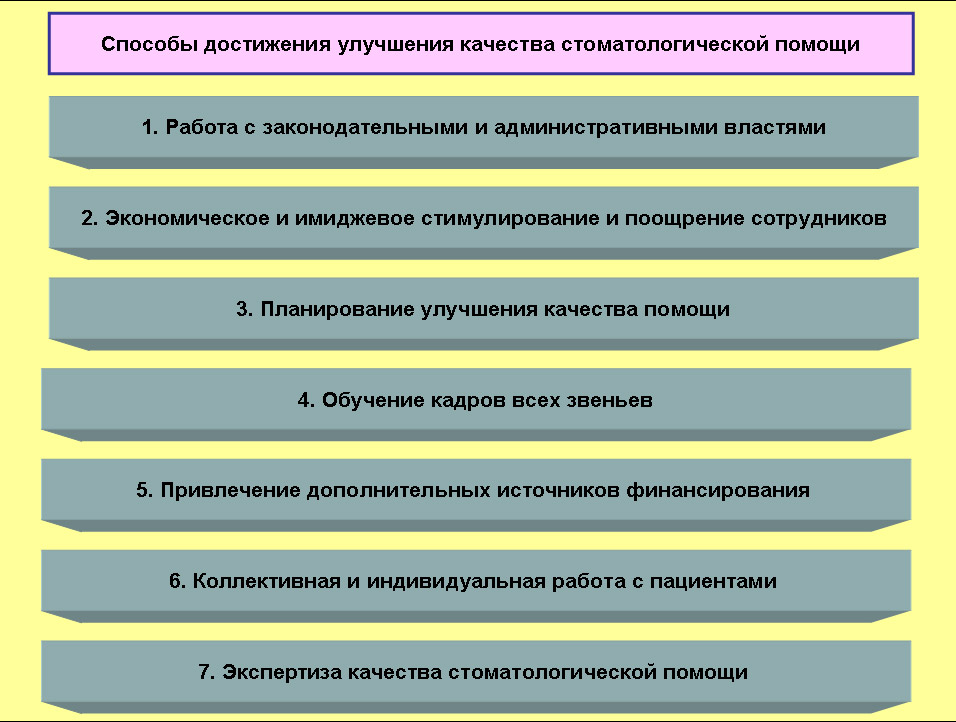 Способы достижения улучшения качества стоматологической помощи
1. Работа с законодательными и административными властями
2. Экономическое и имиджевое стимулирование и поощрение сотрудников
3. Планирование улучшения качества помощи
4. Обучение кадров всех звеньев
5. Привлечение дополнительных источников финансирования
6. Коллективная и индивидуальная работа с пациентами
7. Экспертиза качества стоматологической помощи